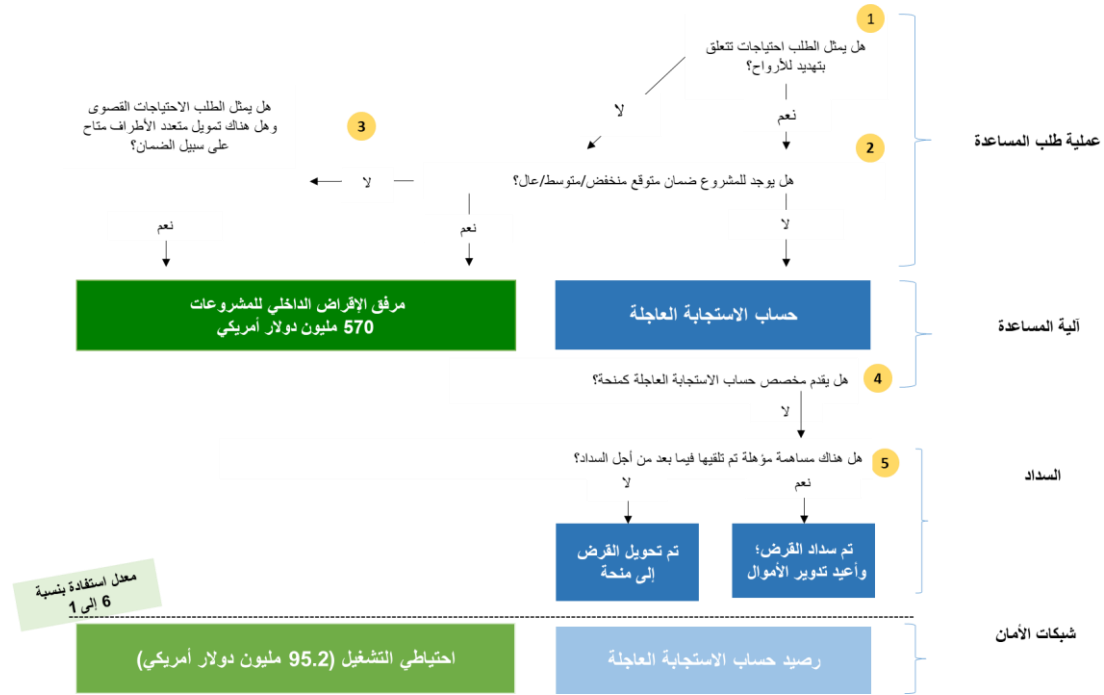 1
هل يمثل الطلب احتياجات تتعلق
بتهديد للأرواح؟
لا
نعم
عملية طلب المساعدة
2
هل يوجد للمشروع ضمان متوقع منخفض/متوسط/عال؟
لا
نعم
لا
3
هل يمثل الطلب الاحتياجات القصوى
وهل هناك تمويل متعدد الأطراف متاح
على سبيل الضمان؟
نعم
آلية المساعدة
حساب الاستجابة العاجلة
مرفق الإقراض الداخلي للمشروعات
570 مليون دولار أمريكي
4
هل يقدم مخصص حساب الاستجابة العاجلة كمنحة؟
لا
السداد
5
هل هناك مساهمة مؤهلة تم تلقيها فيما بعد من أجل السداد؟
نعم
لا
تم سداد القرض؛
وأعيد تدوير الأموال
تم تحويل القرض
إلى منحة
معدل استفادة بنسبة
6 إلى 1
شبكات الأمان
رصيد حساب الاستجابة العاجلة
احتياطي التشغيل (95.2 مليون دولار أمريكي)